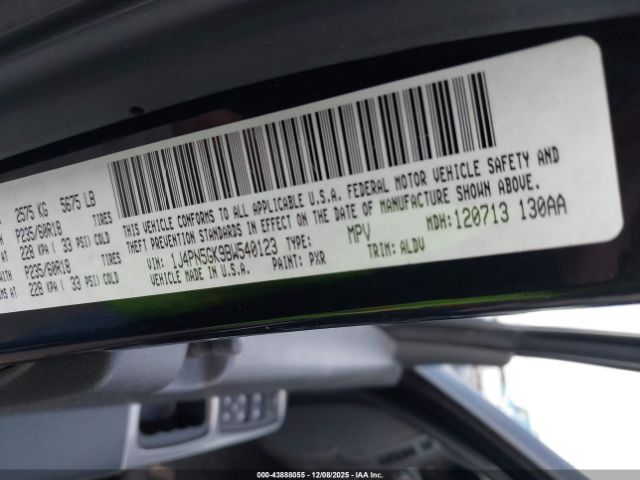 2575 KG 5675 LB
TIRES
P235/60R18
228 KPA ( 33 PSI) COLD
WITH
TIRES
P235/60R18
228 KPA ( 33 PSI) COLD
THIS VEHICLE CONFORMS TO ALL APPLICABLE U.S.A. FEDERAL MOTOR VEHICLE SAFETY AND
THEFT PREVENTION STANDARDS IN EFFECT ON THE DATE OF MANUFACTURE SHOWN ABOVE.
VIN: 1J4PN5GK9BW540123 TYPE: MPV MDH:120713 130AA
VEHICLE MADE IN U.S.A. PAINT: PXR TRIM: ALDV
000-43888055 - 12/08/2025 - IAA Inc.